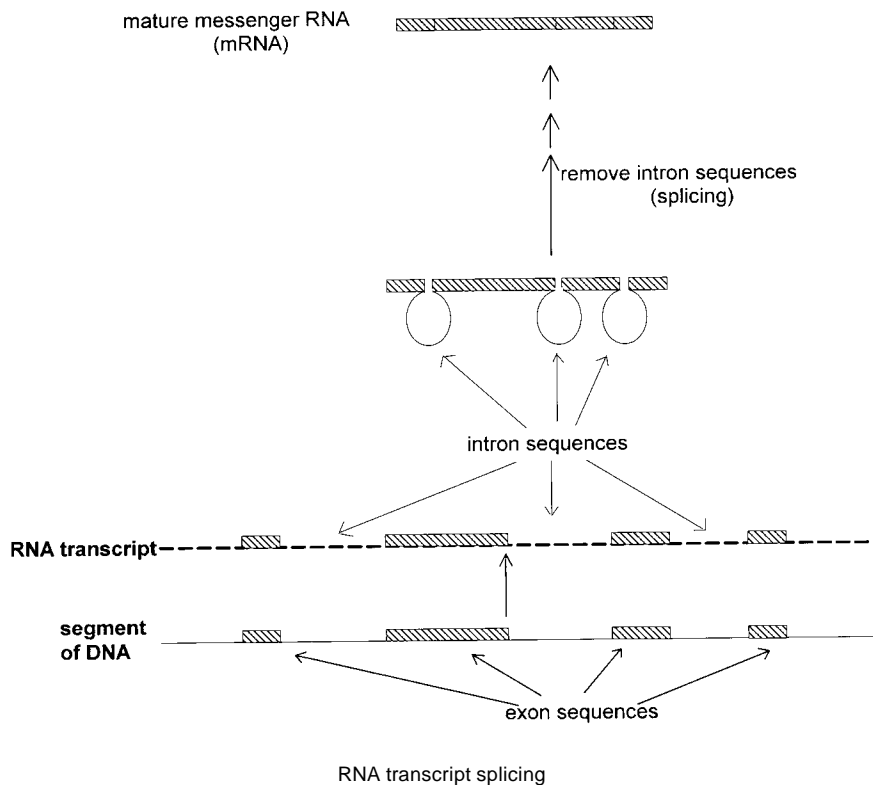 mature messenger RNA
(mRNA)
remove intron sequences
(splicing)
intron sequences
RNA transcript
segment
of DNA
exon sequences
RNA transcript splicing